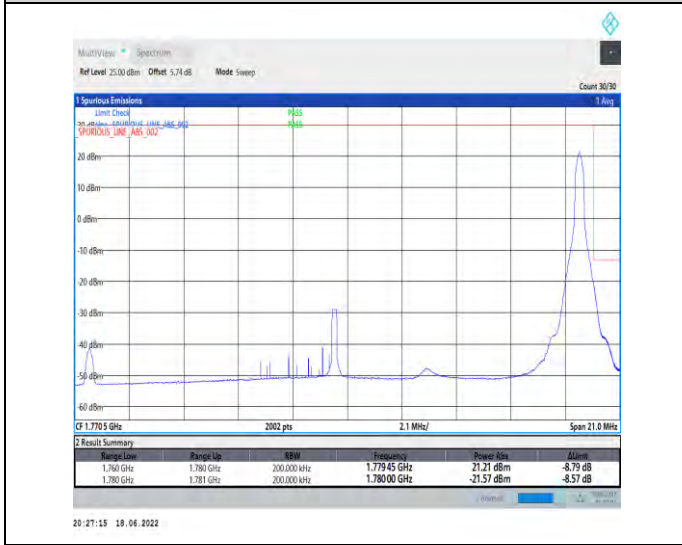 MultiView Spectrum
Ref Level 25.00 dBm Offset 5.74 dB Mode Sweep
Count 30/30
1 Spurious Emissions 1 Avg
Limit Check PASS
SPURIOUS_LINE_ABS_002 PASS
SPURIOUS_LINE_ABS_002
20 dBm
10 dBm
0 dBm
-10 dBm
-20 dBm
-30 dBm
-40 dBm
-50 dBm
-60 dBm
CF 1.7705 GHz 2002 pts 2.1 MHz/ Span 21.0 MHz
2 Result Summary
Range Low Range Up RBW Frequency Power Abs ΔLimit
1.760 GHz 1.780 GHz 200.000 kHz 1.77945 GHz 21.21 dBm -8.79 dB
1.780 GHz 1.781 GHz 200.000 kHz 1.78000 GHz -21.57 dBm -8.57 dB
20:27:15 18.06.2022